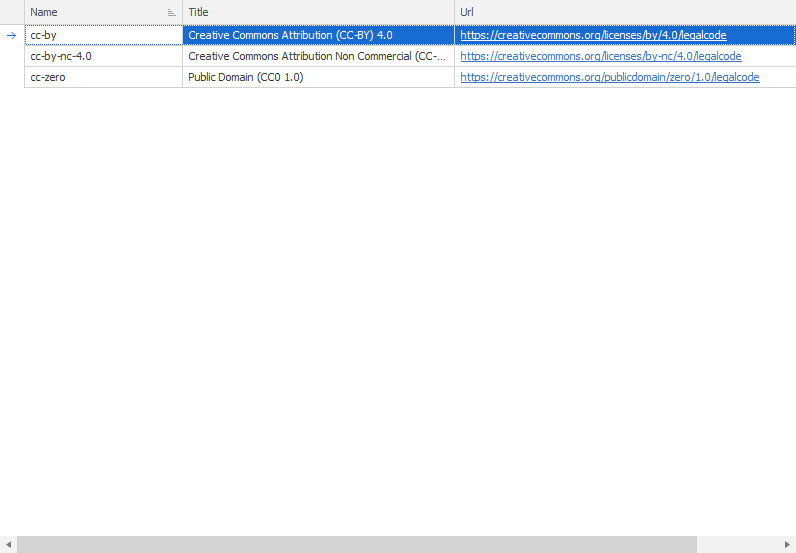 Name Title Url
cc-by Creative Commons Attribution (CC-BY) 4.0 https://creativecommons.org/licenses/by/4.0/legalcode
cc-by-nc-4.0 Creative Commons Attribution Non Commercial (CC-... https://creativecommons.org/licenses/by-nc/4.0/legalcode
cc-zero Public Domain (CC0 1.0) https://creativecommons.org/publicdomain/zero/1.0/legalcode